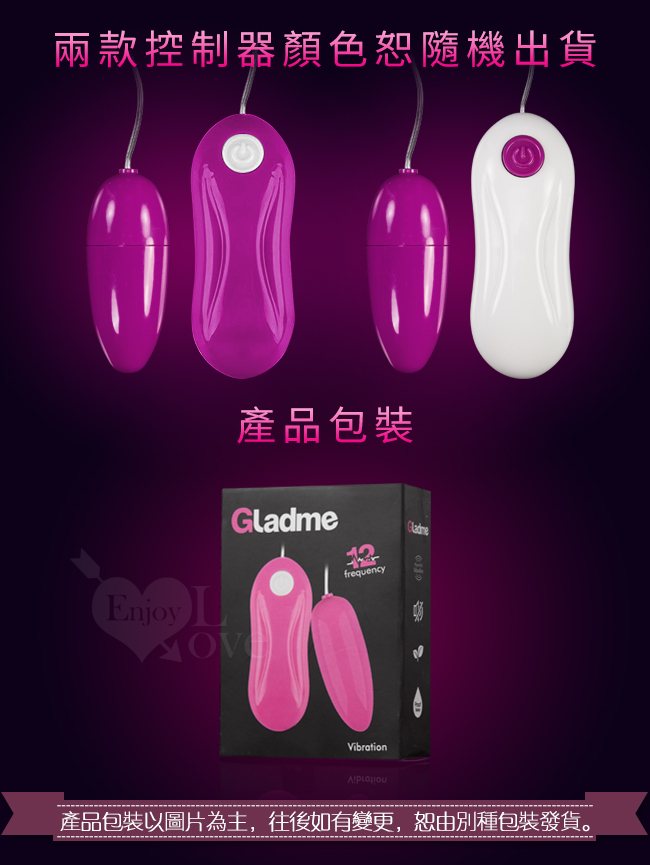 兩款控制器顏色恕隨機出貨
產品包裝
Gladme
Gladme
12
frequency
Enjoy
Love
Vibration
產品包裝以圖片為主，往後如有變更，恕由別種包裝發貨。